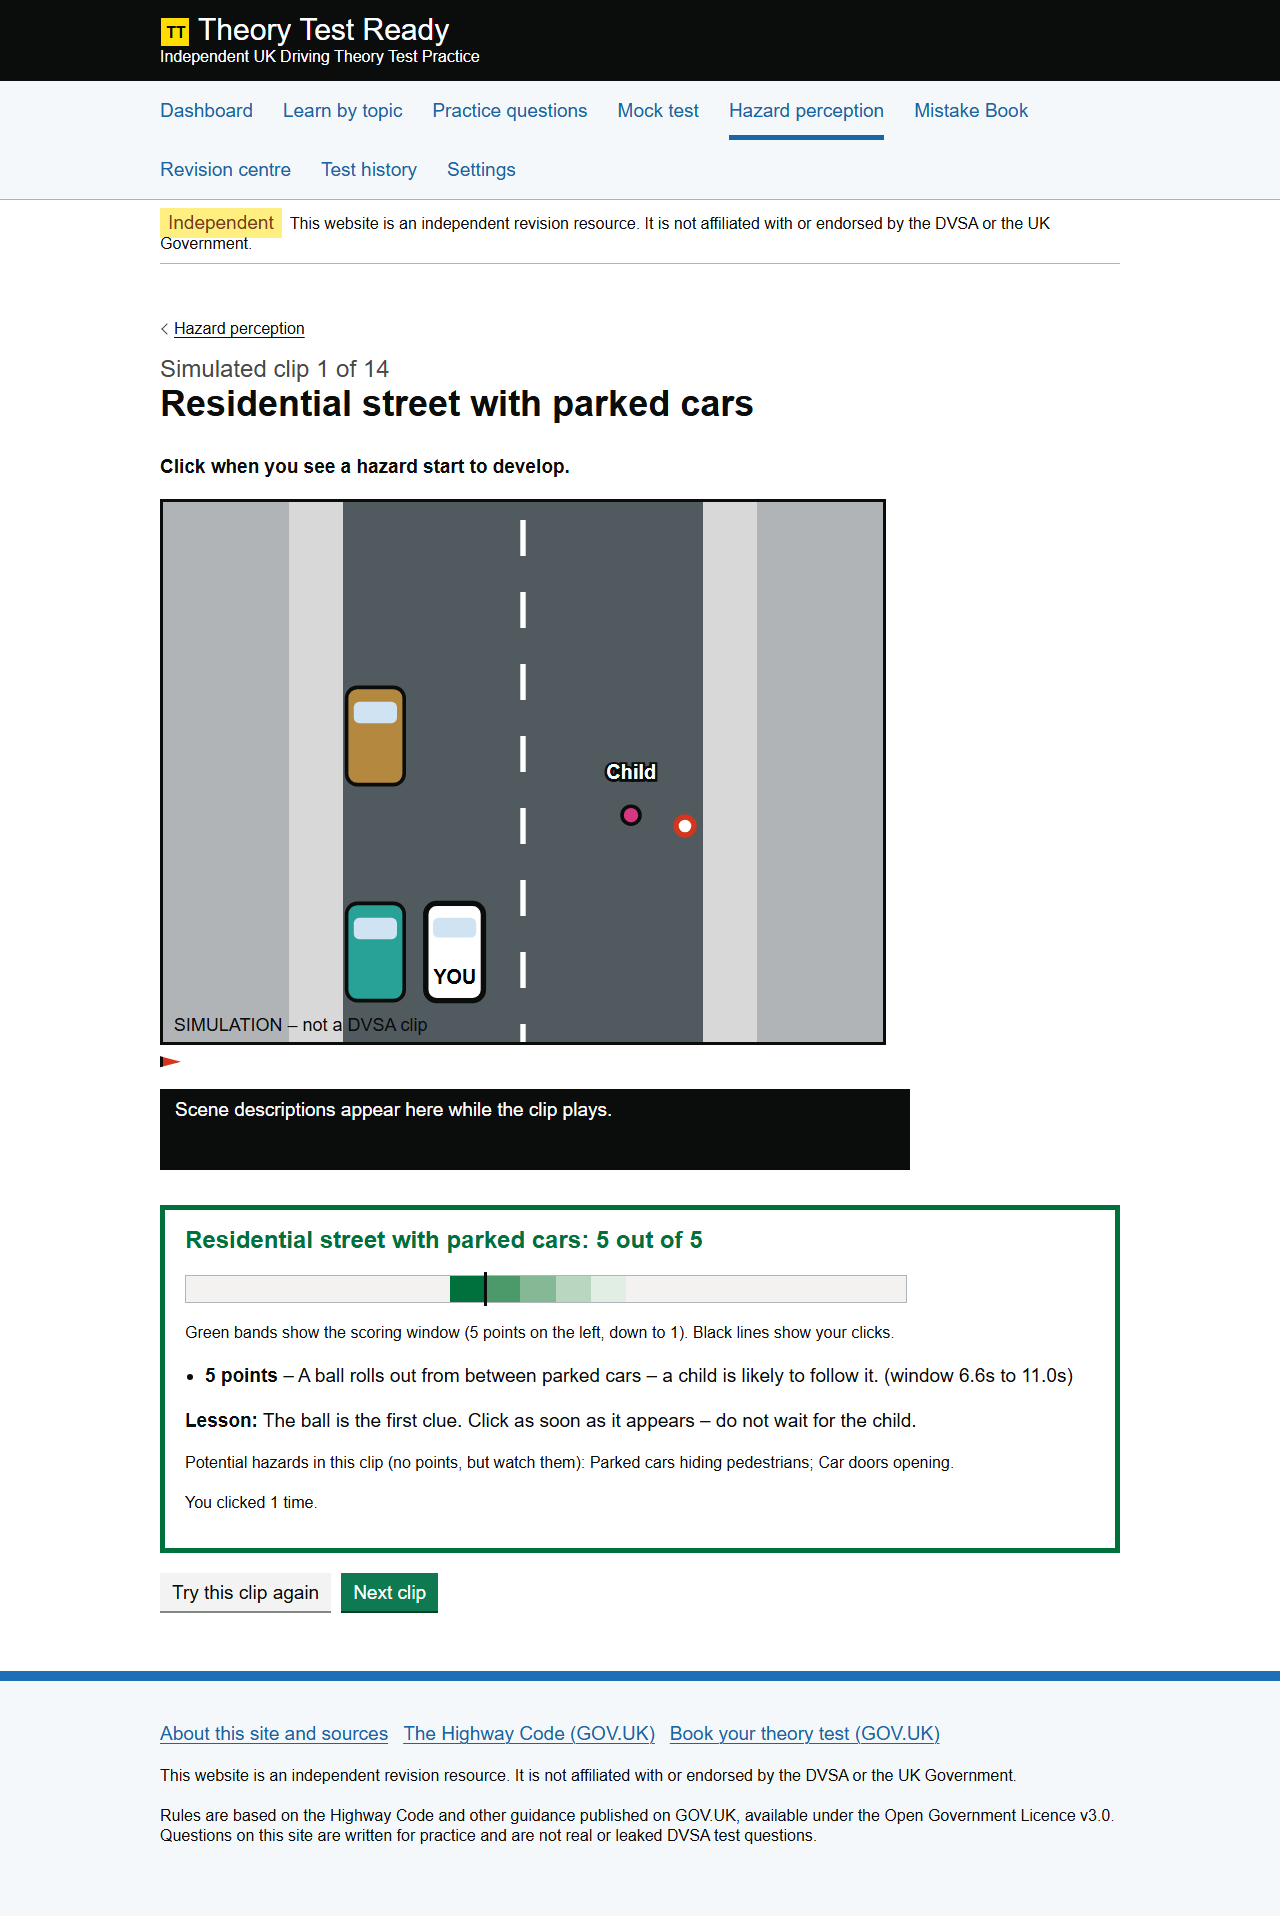 TT Theory Test Ready
Independent UK Driving Theory Test Practice
Dashboard Learn by topic Practice questions Mock test Hazard perception Mistake Book
Revision centre Test history Settings
Independent This website is an independent revision resource. It is not affiliated with or endorsed by the DVSA or the UK
Government.
Hazard perception
Simulated clip 1 of 14
Residential street with parked cars
Click when you see a hazard start to develop.
Child
YOU
SIMULATION – not a DVSA clip
Scene descriptions appear here while the clip plays.
Residential street with parked cars: 5 out of 5
Green bands show the scoring window (5 points on the left, down to 1). Black lines show your clicks.
• 5 points – A ball rolls out from between parked cars – a child is likely to follow it. (window 6.6s to 11.0s)
Lesson: The ball is the first clue. Click as soon as it appears – do not wait for the child.
Potential hazards in this clip (no points, but watch them): Parked cars hiding pedestrians; Car doors opening.
You clicked 1 time.
Try this clip again Next clip
About this site and sources The Highway Code (GOV.UK) Book your theory test (GOV.UK)
This website is an independent revision resource. It is not affiliated with or endorsed by the DVSA or the UK Government.
Rules are based on the Highway Code and other guidance published on GOV.UK, available under the Open Government Licence v3.0.
Questions on this site are written for practice and are not real or leaked DVSA test questions.